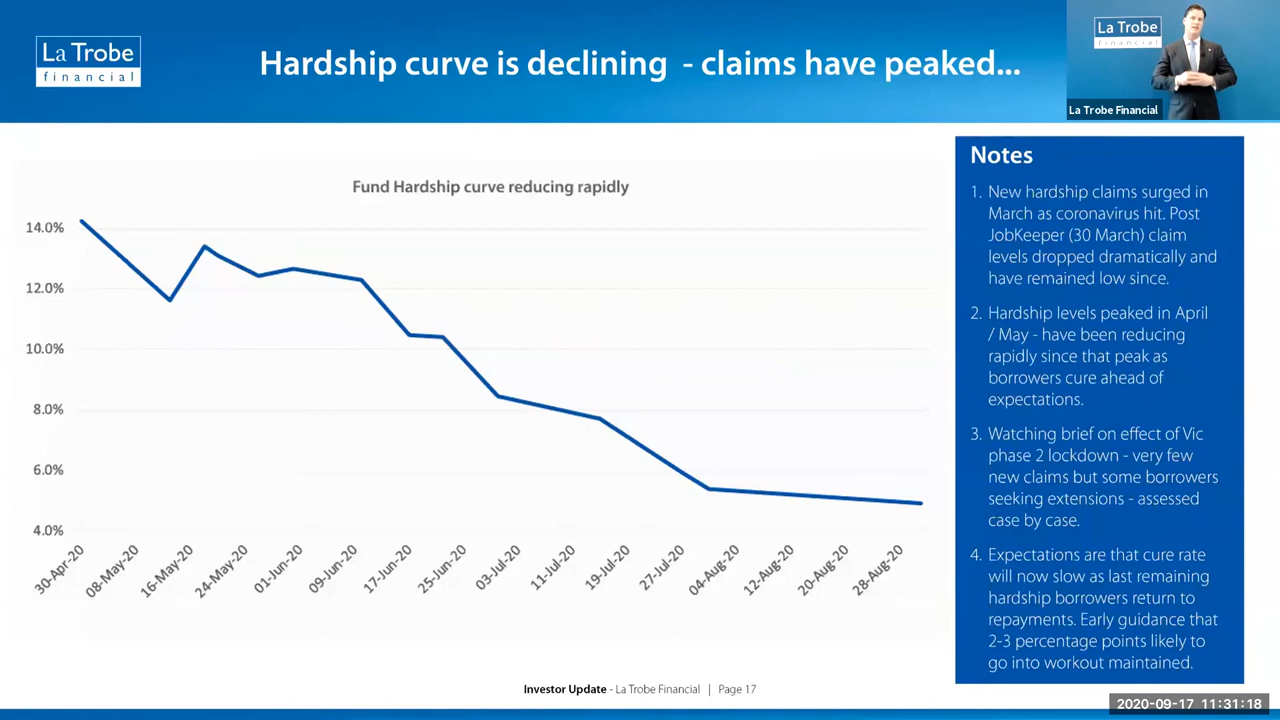 La Trobe
financial
Hardship curve is declining - claims have peaked...
La Trobe
financial
La Trobe Financial
Fund Hardship curve reducing rapidly
14.0%
12.0%
10.0%
8.0%
6.0%
4.0%
30-Apr-20
08-May-20
16-May-20
24-May-20
01-Jun-20
09-Jun-20
17-Jun-20
25-Jun-20
03-Jul-20
11-Jul-20
19-Jul-20
27-Jul-20
04-Aug-20
12-Aug-20
20-Aug-20
28-Aug-20
Notes
1. New hardship claims surged in
March as coronavirus hit. Post
JobKeeper (30 March) claim
levels dropped dramatically and
have remained low since.
2. Hardship levels peaked in April
/ May - have been reducing
rapidly since that peak as
borrowers cure ahead of
expectations.
3. Watching brief on effect of Vic
phase 2 lockdown - very few
new claims but some borrowers
seeking extensions - assessed
case by case.
4. Expectations are that cure rate
will now slow as last remaining
hardship borrowers return to
repayments. Early guidance that
2-3 percentage points likely to
go into workout maintained.
Investor Update - La Trobe Financial | Page 17
2020-09-17 11:31:18